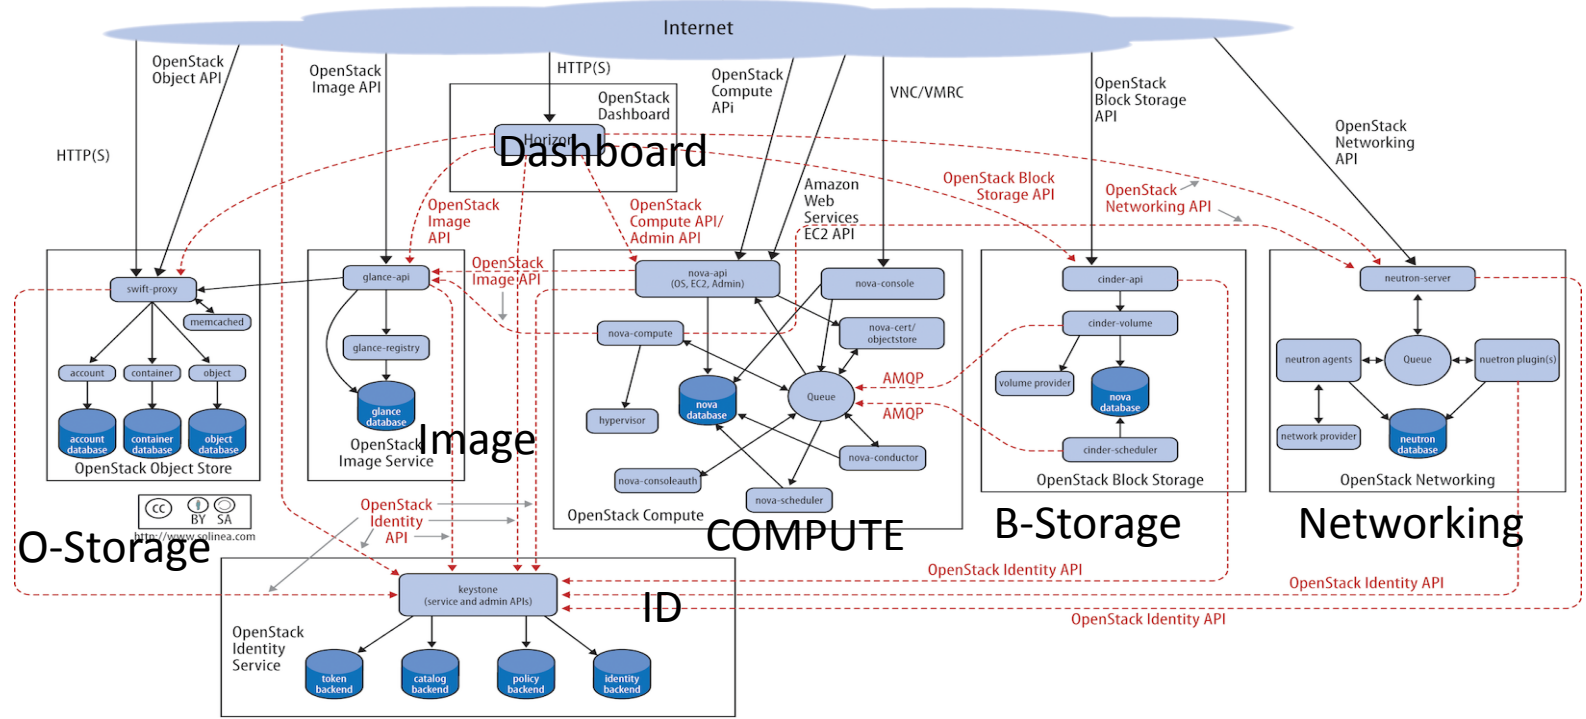 Internet
OpenStack
Object API
OpenStack
Image API
HTTP(S)
OpenStack
Compute
APi
VNC/VMRC
OpenStack
Block Storage
API
OpenStack
Networking
API
HTTP(S)
OpenStack
Dashboard
Horizon
Dashboard
Amazon
Web
Services
EC2 API
OpenStack
Image
API
OpenStack
Compute API/
Admin API
OpenStack Block
Storage API
OpenStack
Networking API
OpenStack
Image API
swift-proxy
memcached
account
container
object
account
database
container
database
object
database
OpenStack Object Store
glance-api
glance-registry
glance
database
OpenStack
Image Service
Image
nova-api
(OS, EC2, Admin)
nova-console
nova-compute
nova-cert/
objectstore
hypervisor
nova
database
Queue
nova-conductor
nova-consoleauth
nova-scheduler
OpenStack Compute
COMPUTE
AMQP
AMQP
cinder-api
cinder-volume
volume provider
nova
database
cinder-scheduler
OpenStack Block Storage
B-Storage
neutron-server
neutron agents
Queue
nuetron plugin(s)
network provider
neutron
database
OpenStack Networking
Networking
cc
BY SA
http://www.solinea.com
O-Storage
OpenStack
Identity
API
OpenStack Identity API
OpenStack Identity API
OpenStack Identity API
keystone
(service and admin APIs)
ID
OpenStack
Identity
Service
token
backend
catalog
backend
policy
backend
identity
backend